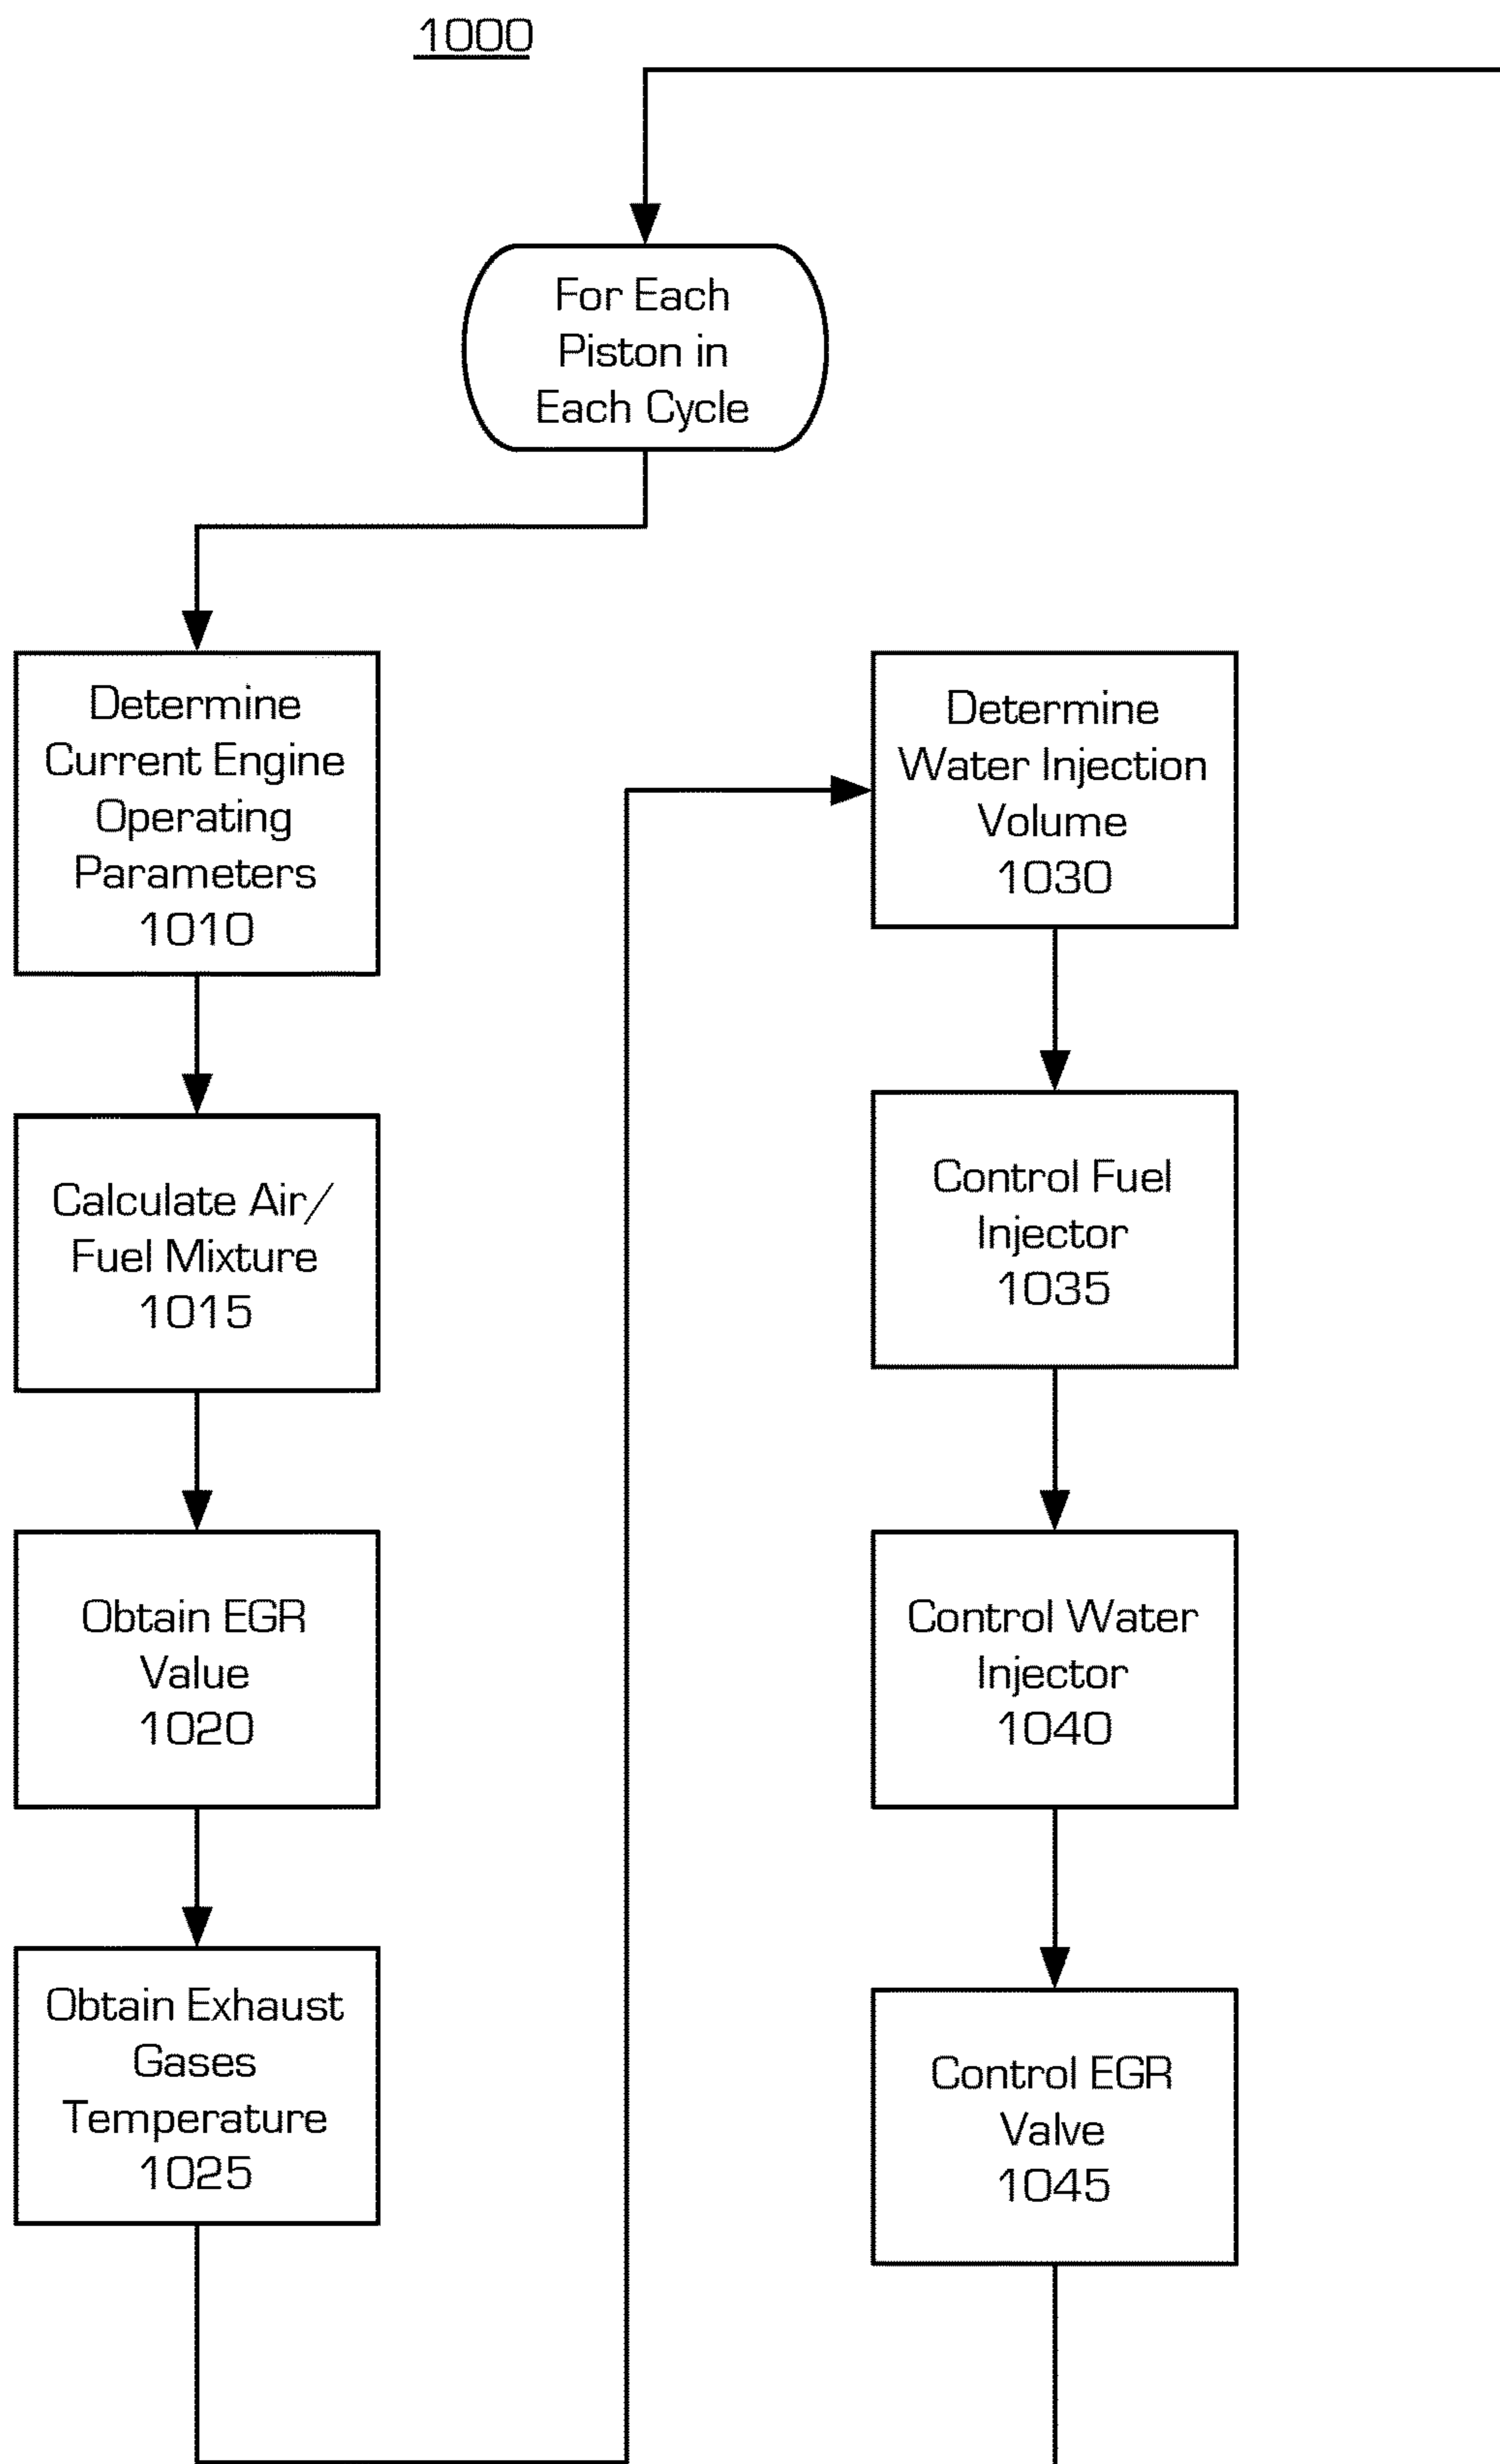 1000
For Each
Piston in
Each Cycle
Determine
Current Engine
Operating
Parameters
1010
Calculate Air/
Fuel Mixture
1015
Obtain EGR
Value
1020
Obtain Exhaust
Gases
Temperature
1025
Determine
Water Injection
Volume
1030
Control Fuel
Injector
1035
Control Water
Injector
1040
Control EGR
Valve
1045